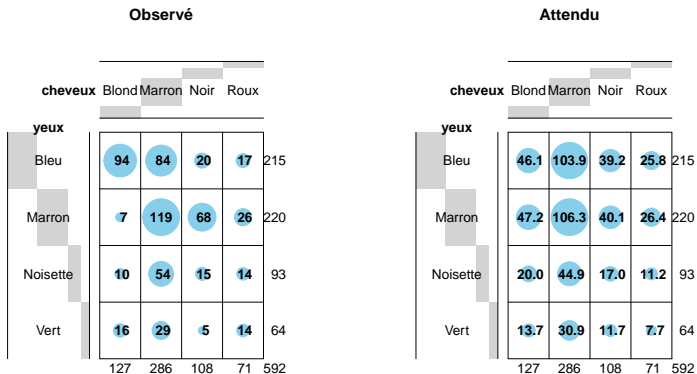 Observé Attendu
cheveux Blond Marron Noir Roux cheveux Blond Marron Noir Roux
yeux yeux
Bleu 94 84 20 17 215 Bleu 46.1 103.9 39.2 25.8 215
Marron 7 119 68 26 220 Marron 47.2 106.3 40.1 26.4 220
Noisette 10 54 15 14 93 Noisette 20.0 44.9 17.0 11.2 93
Vert 16 29 5 14 64 Vert 13.7 30.9 11.7 7.7 64
127 286 108 71 592 127 286 108 71 592